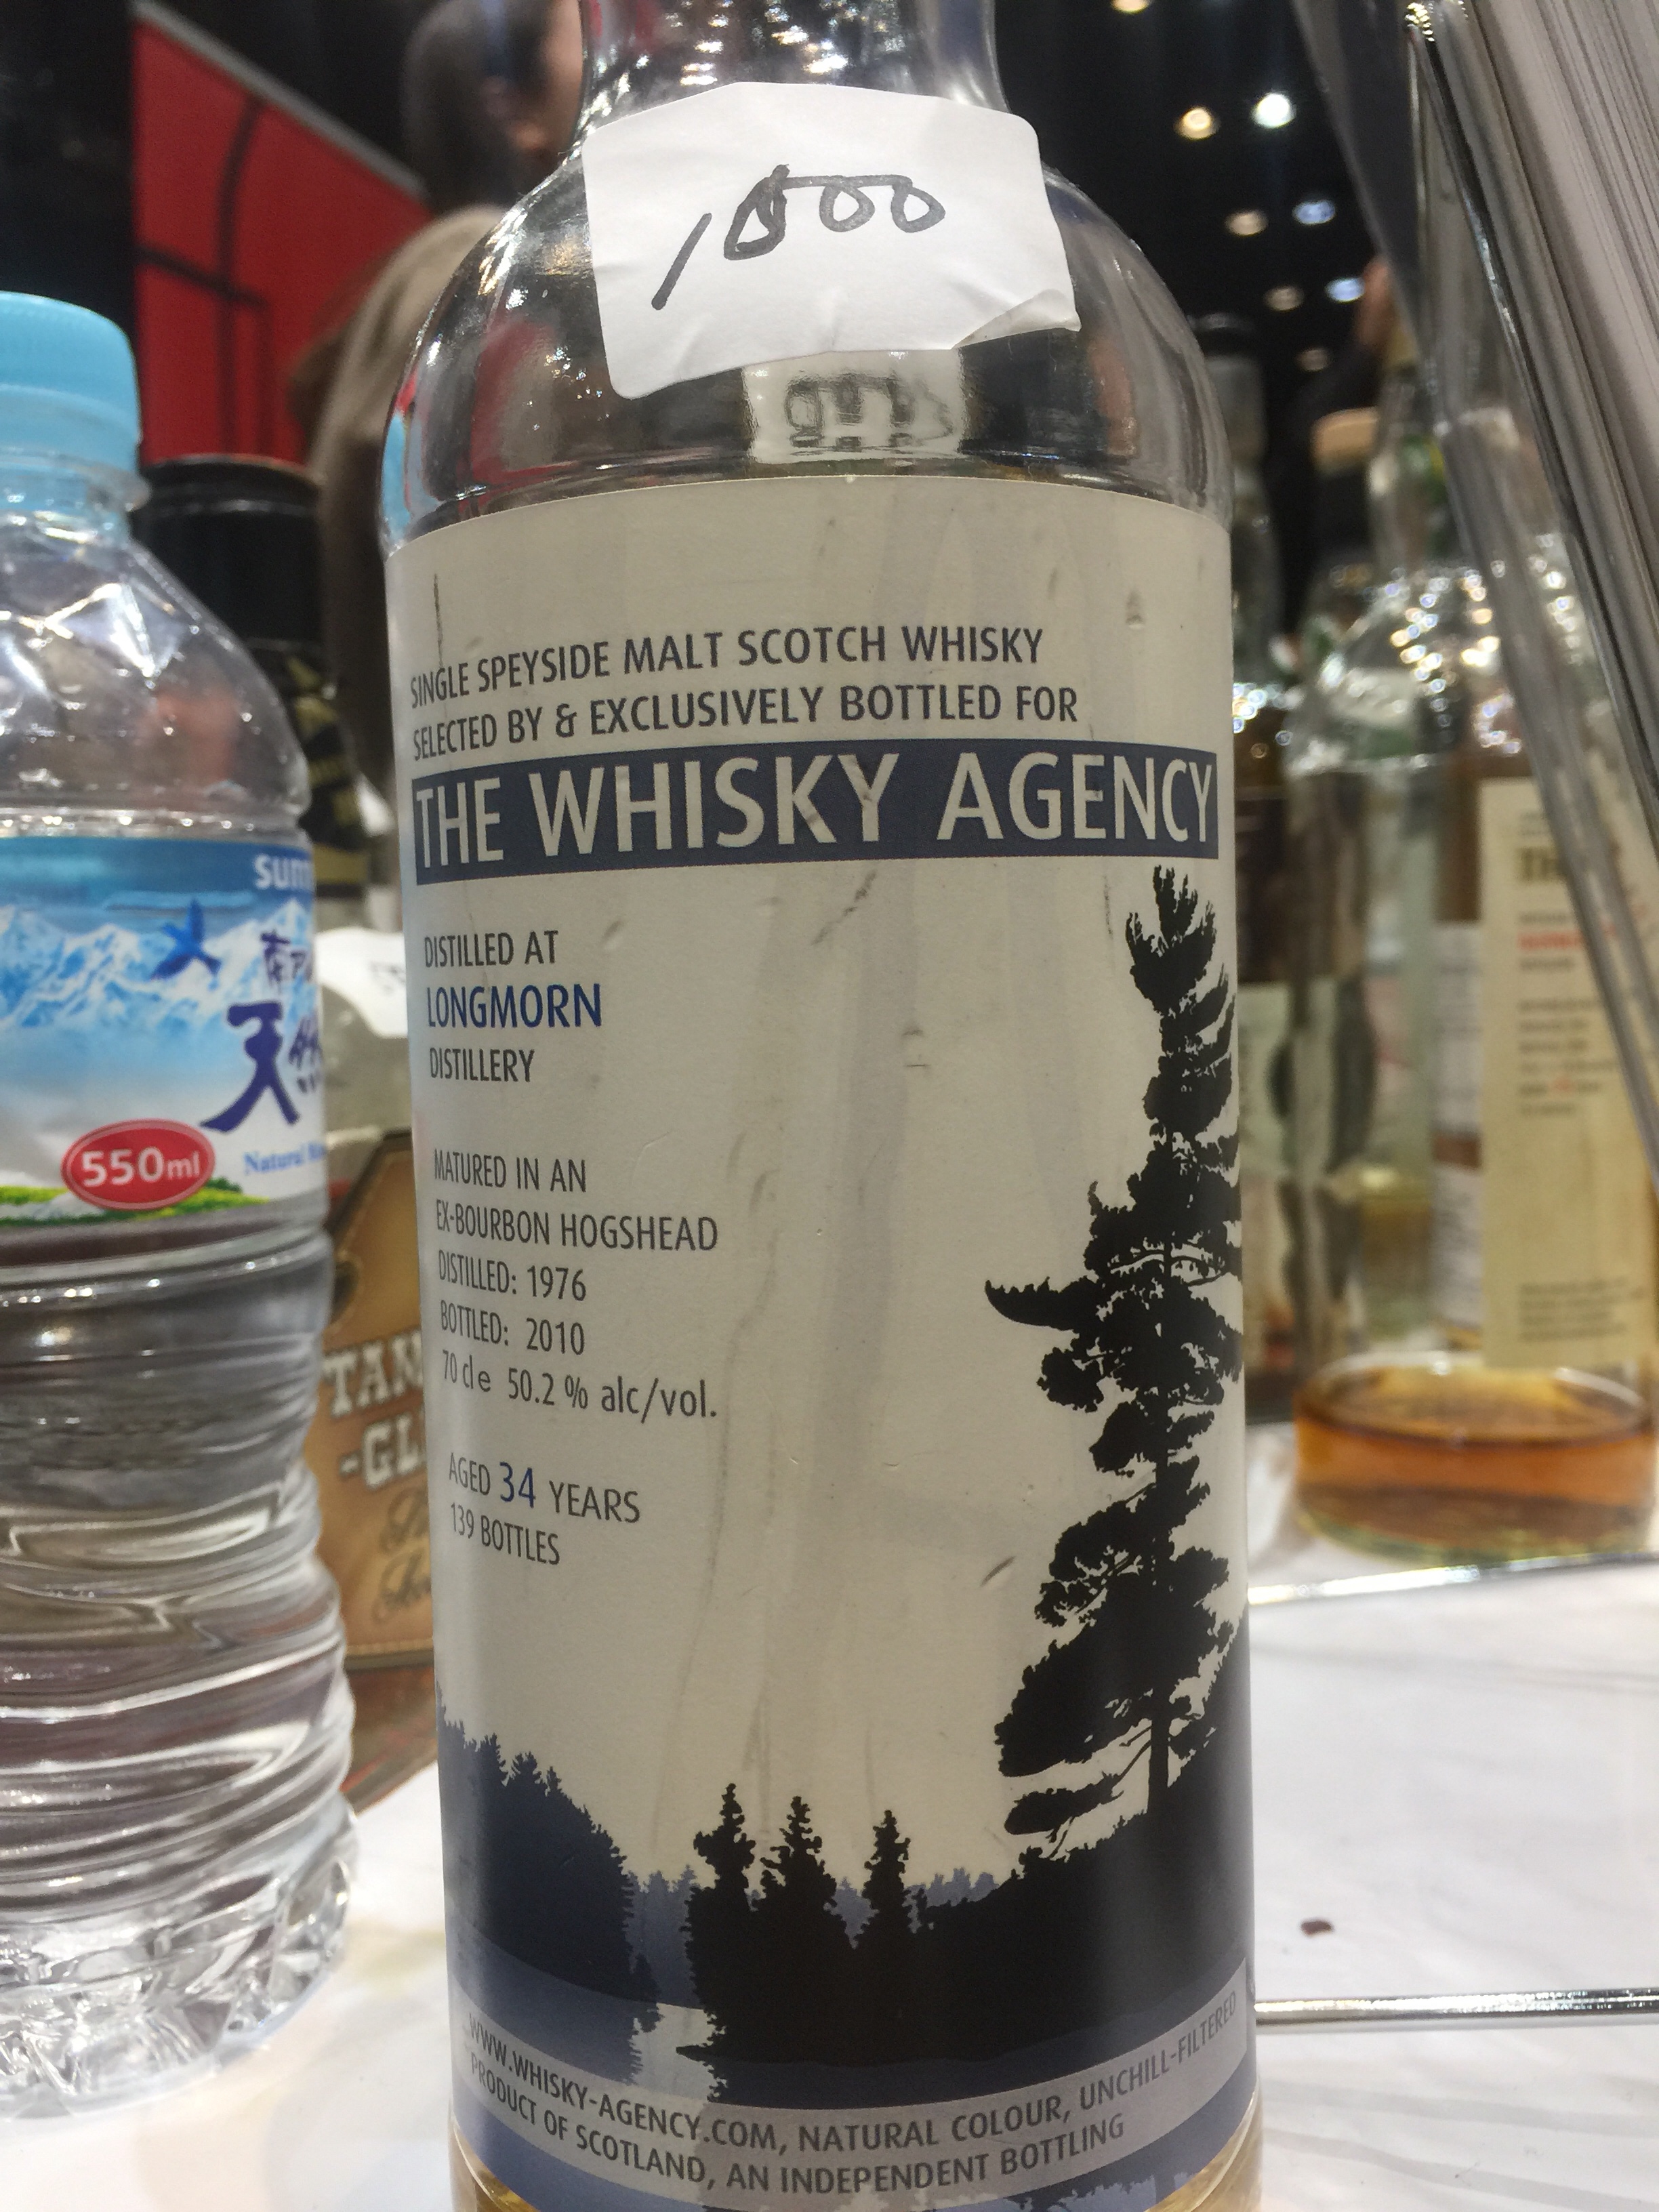 SINGLE SPEYSIDE MALT SCOTCH WHISKY
SELECTED BY & EXCLUSIVELY BOTTLED FOR
THE WHISKY AGENCY
DISTILLED AT
LONGMORN
DISTILLERY
MATURED IN AN
EX-BOURBON HOGSHEAD
DISTILLED: 1976
BOTTLED: 2010
70 cl e 50.2 % alc/vol.
AGED 34 YEARS
139 BOTTLES
WWW.WHISKY-AGENCY.COM, NATURAL COLOUR, UNCHILL-FILTERED
PRODUCT OF SCOTLAND, AN INDEPENDENT BOTTLING
天然
550ml
Natural